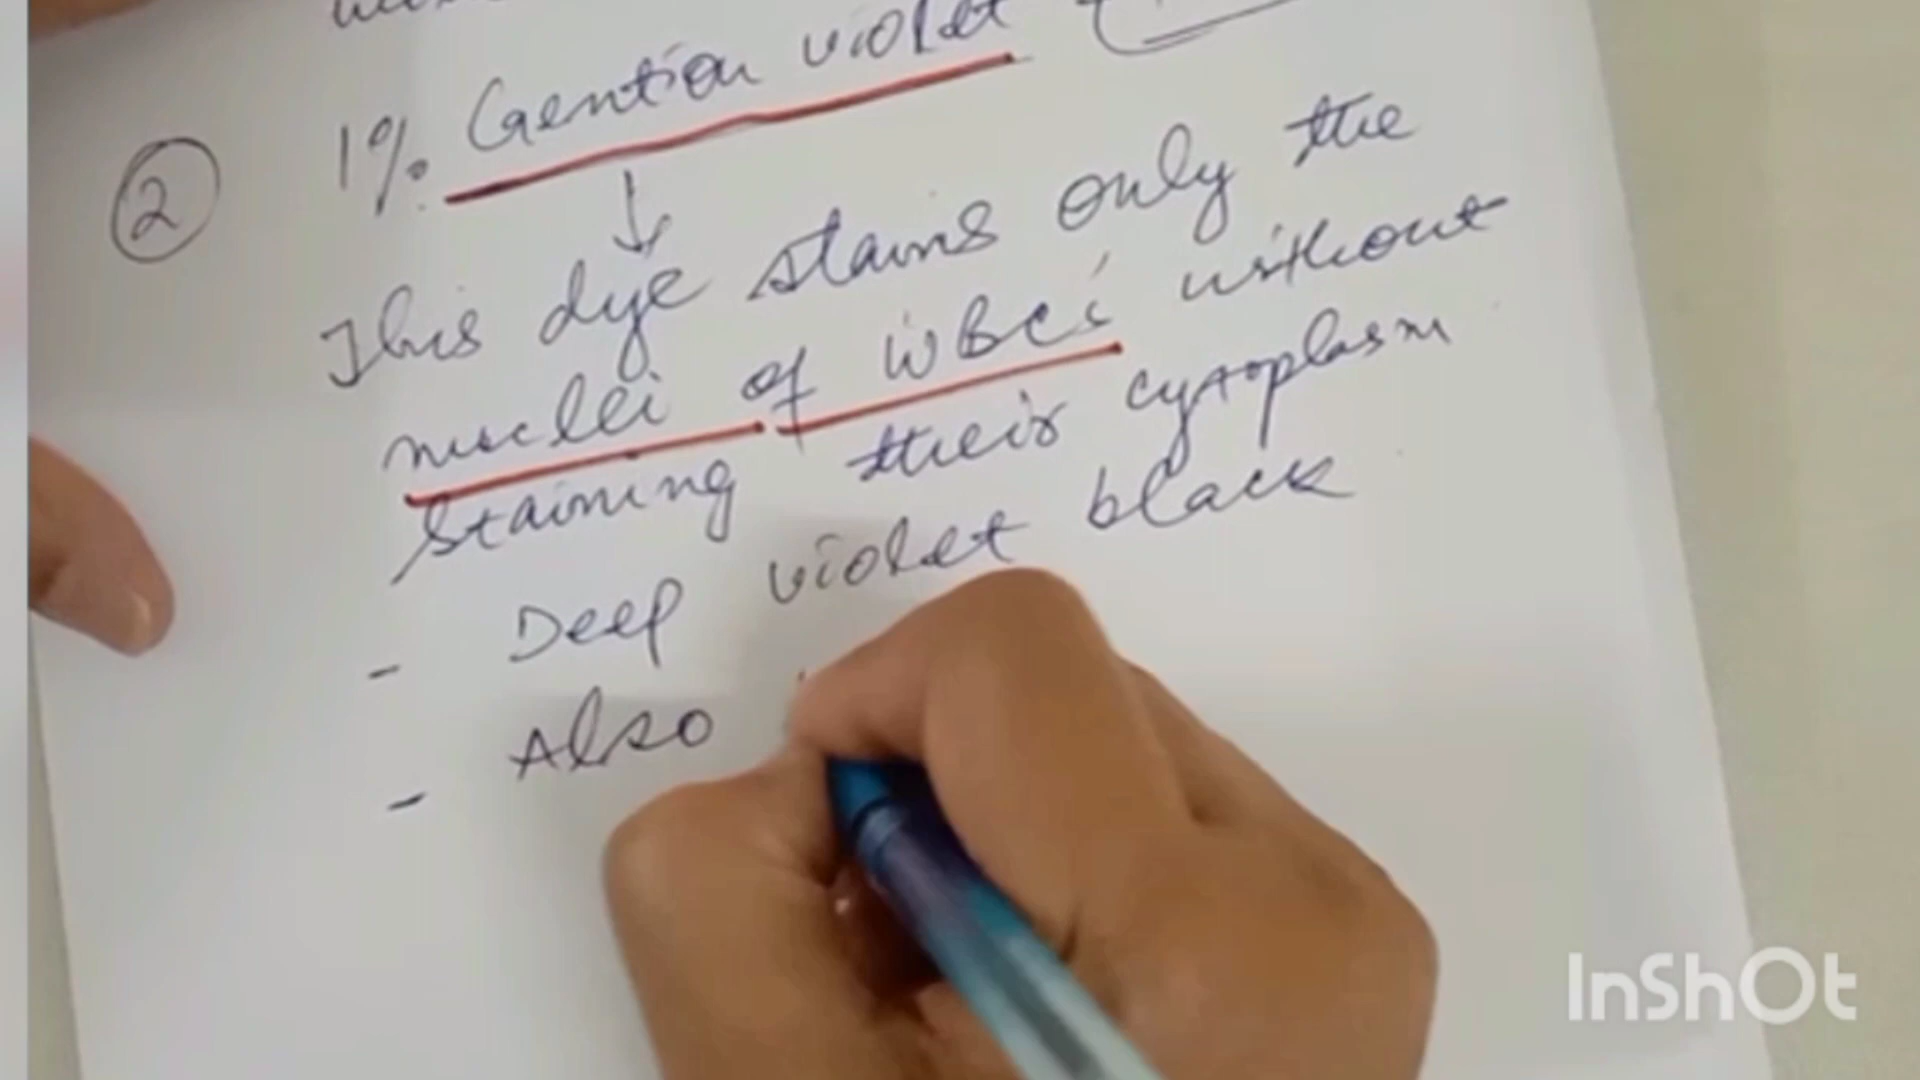 ② 1% Gention violet
This dye stains only the
nuclei of WBCs' without
staining their cytoplasm
- Deep violet black
- Also
InShOt